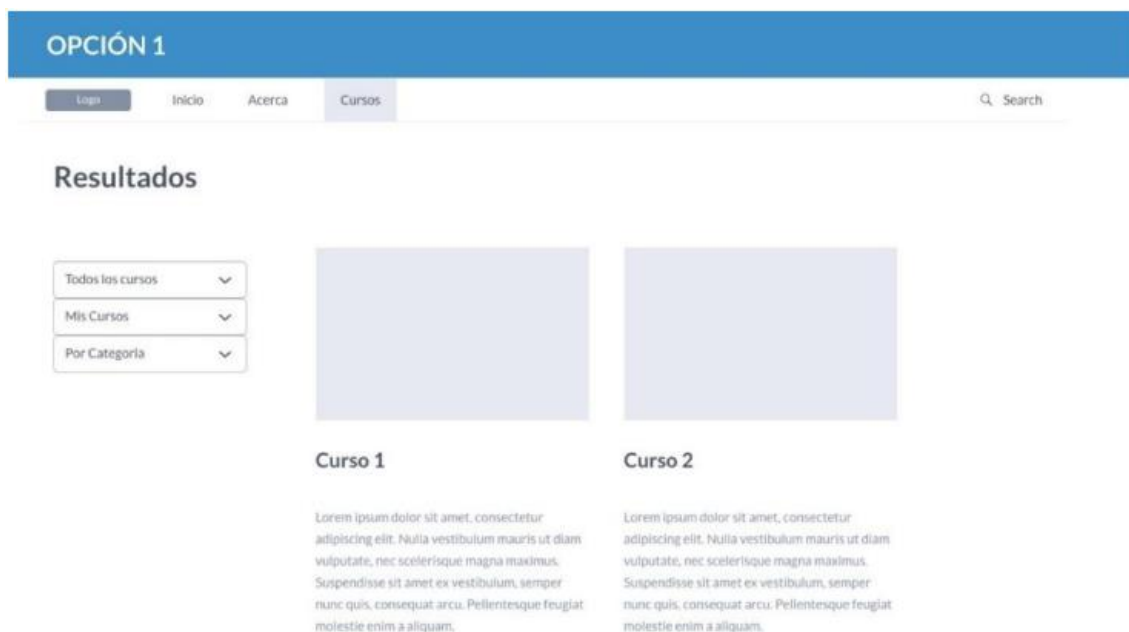 OPCIÓN 1
Logo
Inicio
Acerca
Cursos
Search
Resultados
Todos los cursos
Mis Cursos
Por Categoria
Curso 1
Lorem ipsum dolor sit amet, consectetur
adipiscing elit. Nulla vestibulum mauris ut diam
vulputate, nec scelerisque magna maximus.
Suspendisse sit amet ex vestibulum, semper
nunc quis, consequat arcu. Pellentesque feugiat
molestie enim a aliquam.
Curso 2
Lorem ipsum dolor sit amet, consectetur
adipiscing elit. Nulla vestibulum mauris ut diam
vulputate, nec scelerisque magna maximus.
Suspendisse sit amet ex vestibulum, semper
nunc quis, consequat arcu. Pellentesque feugiat
molestie enim a aliquam.